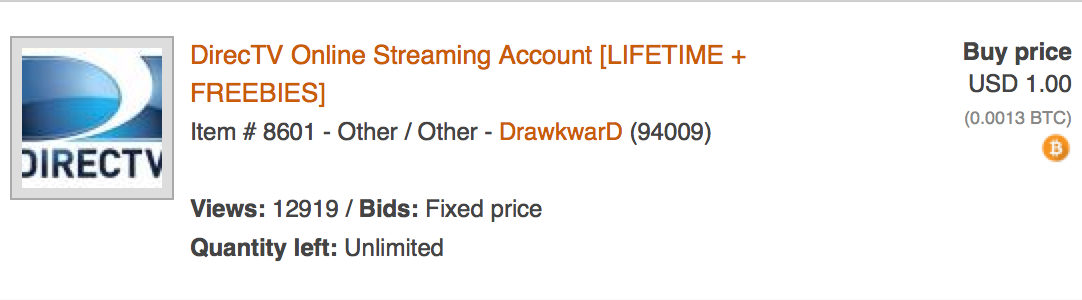 DIRECTV
DirecTV Online Streaming Account [LIFETIME +
FREEBIES]
Item # 8601 - Other / Other - DrawkwarD (94009)
Views: 12919 / Bids: Fixed price
Quantity left: Unlimited
Buy price
USD 1.00
(0.0013 BTC)